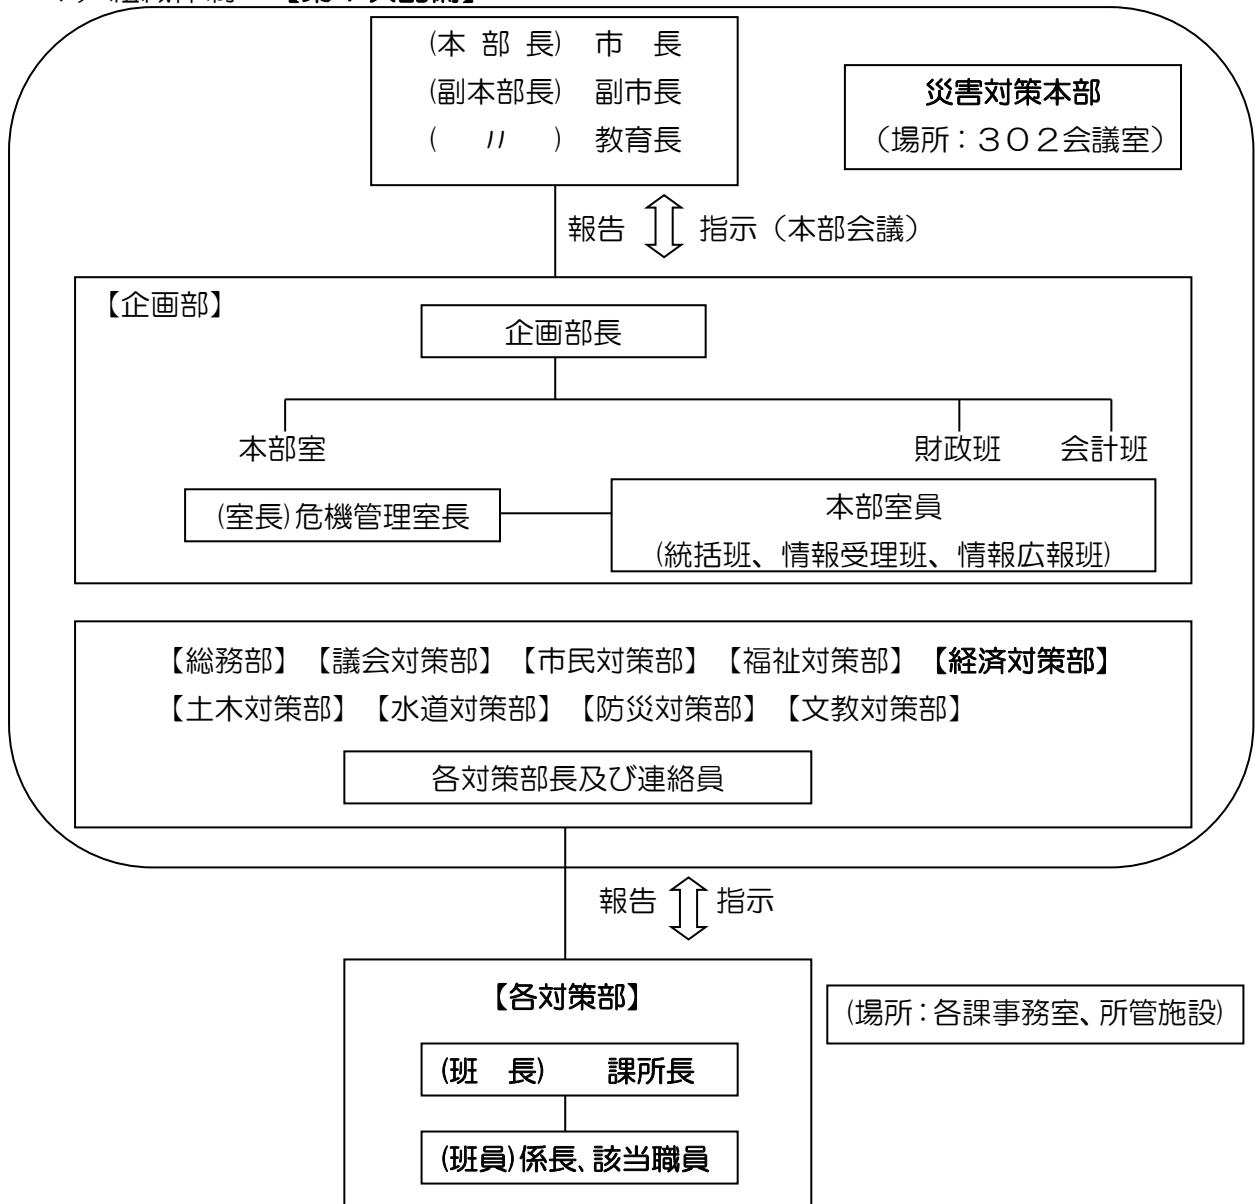 (本 部 長) 市　長
(副本部長) 副市長
(　〃　) 教育長
災害対策本部
（場所：３０２会議室）
報告 指示（本部会議）
【企画部】
企画部長
本部室 財政班 会計班
(室長)危機管理室長
本部室員
(統括班、情報受理班、情報広報班)
【総務部】【議会対策部】【市民対策部】【福祉対策部】【経済対策部】
【土木対策部】【水道対策部】【防災対策部】【文教対策部】
各対策部長及び連絡員
報告 指示
【各対策部】
(場所：各課事務室、所管施設)
(班　長)　課所長
(班員)係長、該当職員